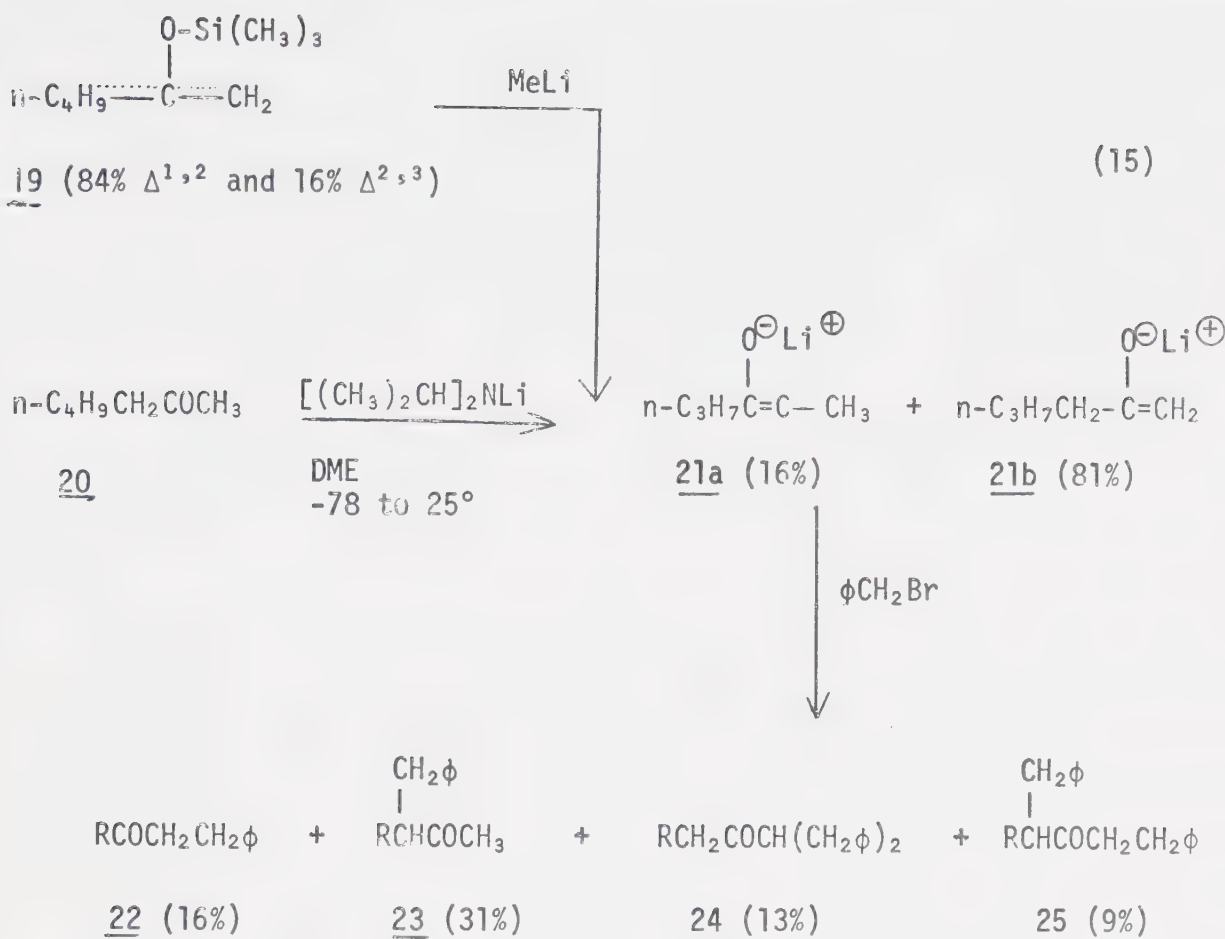 O-Si(CH₃)₃
n-C₄H₉—C—CH₂
MeLi
(15)
19 (84% Δ¹,² and 16% Δ²,³)
O⊖Li⊕ O⊖Li⊕
n-C₄H₉CH₂COCH₃ [(CH₃)₂CH]₂NLi n-C₃H₇C=C—CH₃ + n-C₃H₇CH₂-C=CH₂
20 DME 21a (16%) 21b (81%)
-78 to 25°
φCH₂Br
CH₂φ CH₂φ
RCOCH₂CH₂φ + RCHCOCH₃ + RCH₂COCH(CH₂φ)₂ + RCHCOCH₂CH₂φ
22 (16%) 23 (31%) 24 (13%) 25 (9%)